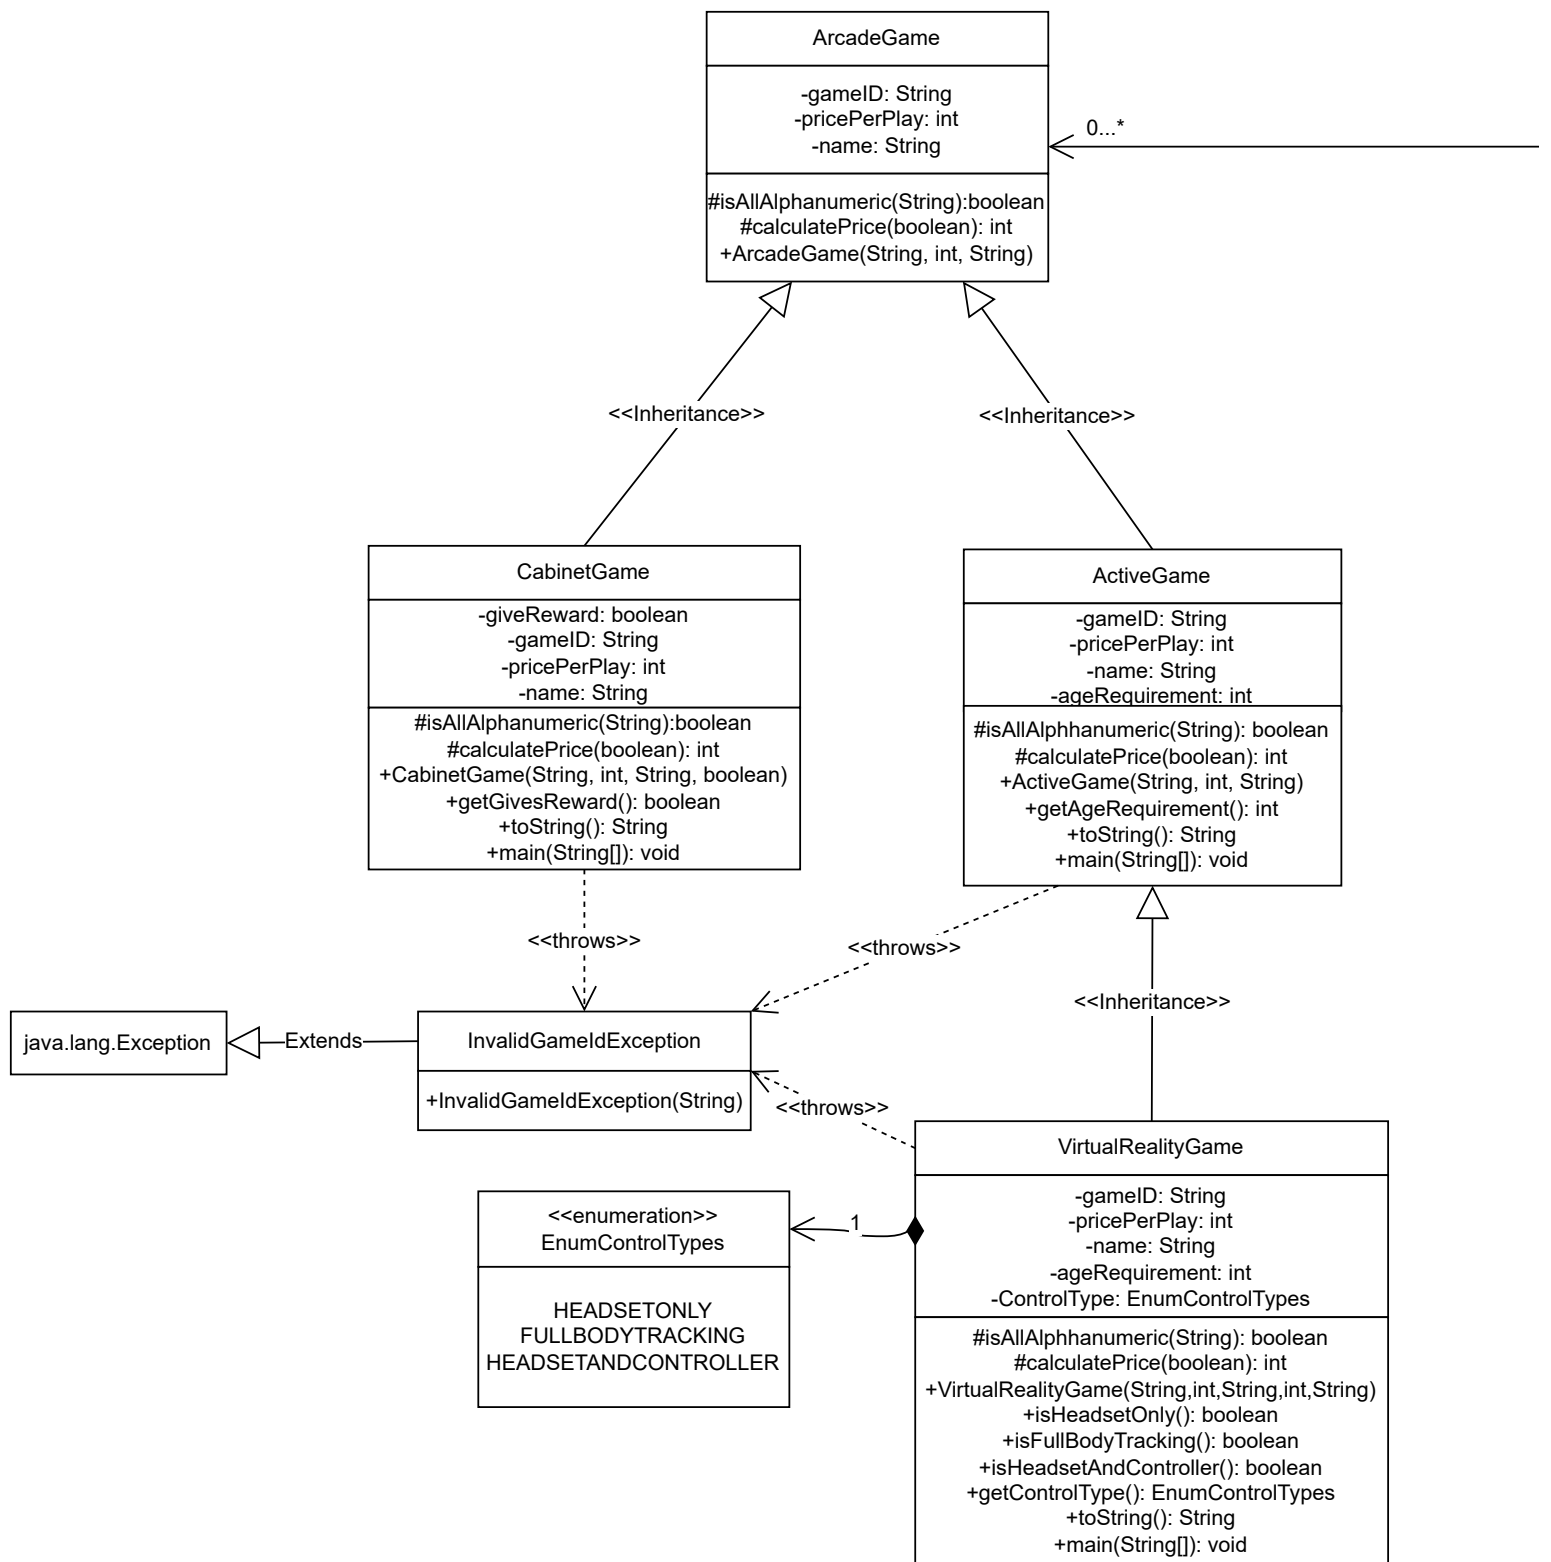 ArcadeGame
-gameID: String
-pricePerPlay: int
-name: String
0...*
#isAllAlphanumeric(String):boolean
#calculatePrice(boolean): int
+ArcadeGame(String, int, String)
<<Inheritance>>
<<Inheritance>>
CabinetGame
-giveReward: boolean
-gameID: String
-pricePerPlay: int
-name: String
#isAllAlphanumeric(String):boolean
#calculatePrice(boolean): int
+CabinetGame(String, int, String, boolean)
+getGivesReward(): boolean
+toString(): String
+main(String[]): void
ActiveGame
-gameID: String
-pricePerPlay: int
-name: String
-ageRequirement: int
#isAllAlphhanumeric(String): boolean
#calculatePrice(boolean): int
+ActiveGame(String, int, String)
+getAgeRequirement(): int
+toString(): String
+main(String[]): void
<<throws>>
<<throws>>
<<Inheritance>>
java.lang.Exception
Extends
InvalidGameIdException
+InvalidGameIdException(String)
<<throws>>
VirtualRealityGame
-gameID: String
-pricePerPlay: int
-name: String
-ageRequirement: int
-ControlType: EnumControlTypes
#isAllAlphhanumeric(String): boolean
#calculatePrice(boolean): int
+VirtualRealityGame(String,int,String,int,String)
+isHeadsetOnly(): boolean
+isFullBodyTracking(): boolean
+isHeadsetAndController(): boolean
+getControlType(): EnumControlTypes
+toString(): String
+main(String[]): void
1
<<enumeration>>
EnumControlTypes
HEADSETONLY
FULLBODYTRACKING
HEADSETANDCONTROLLER